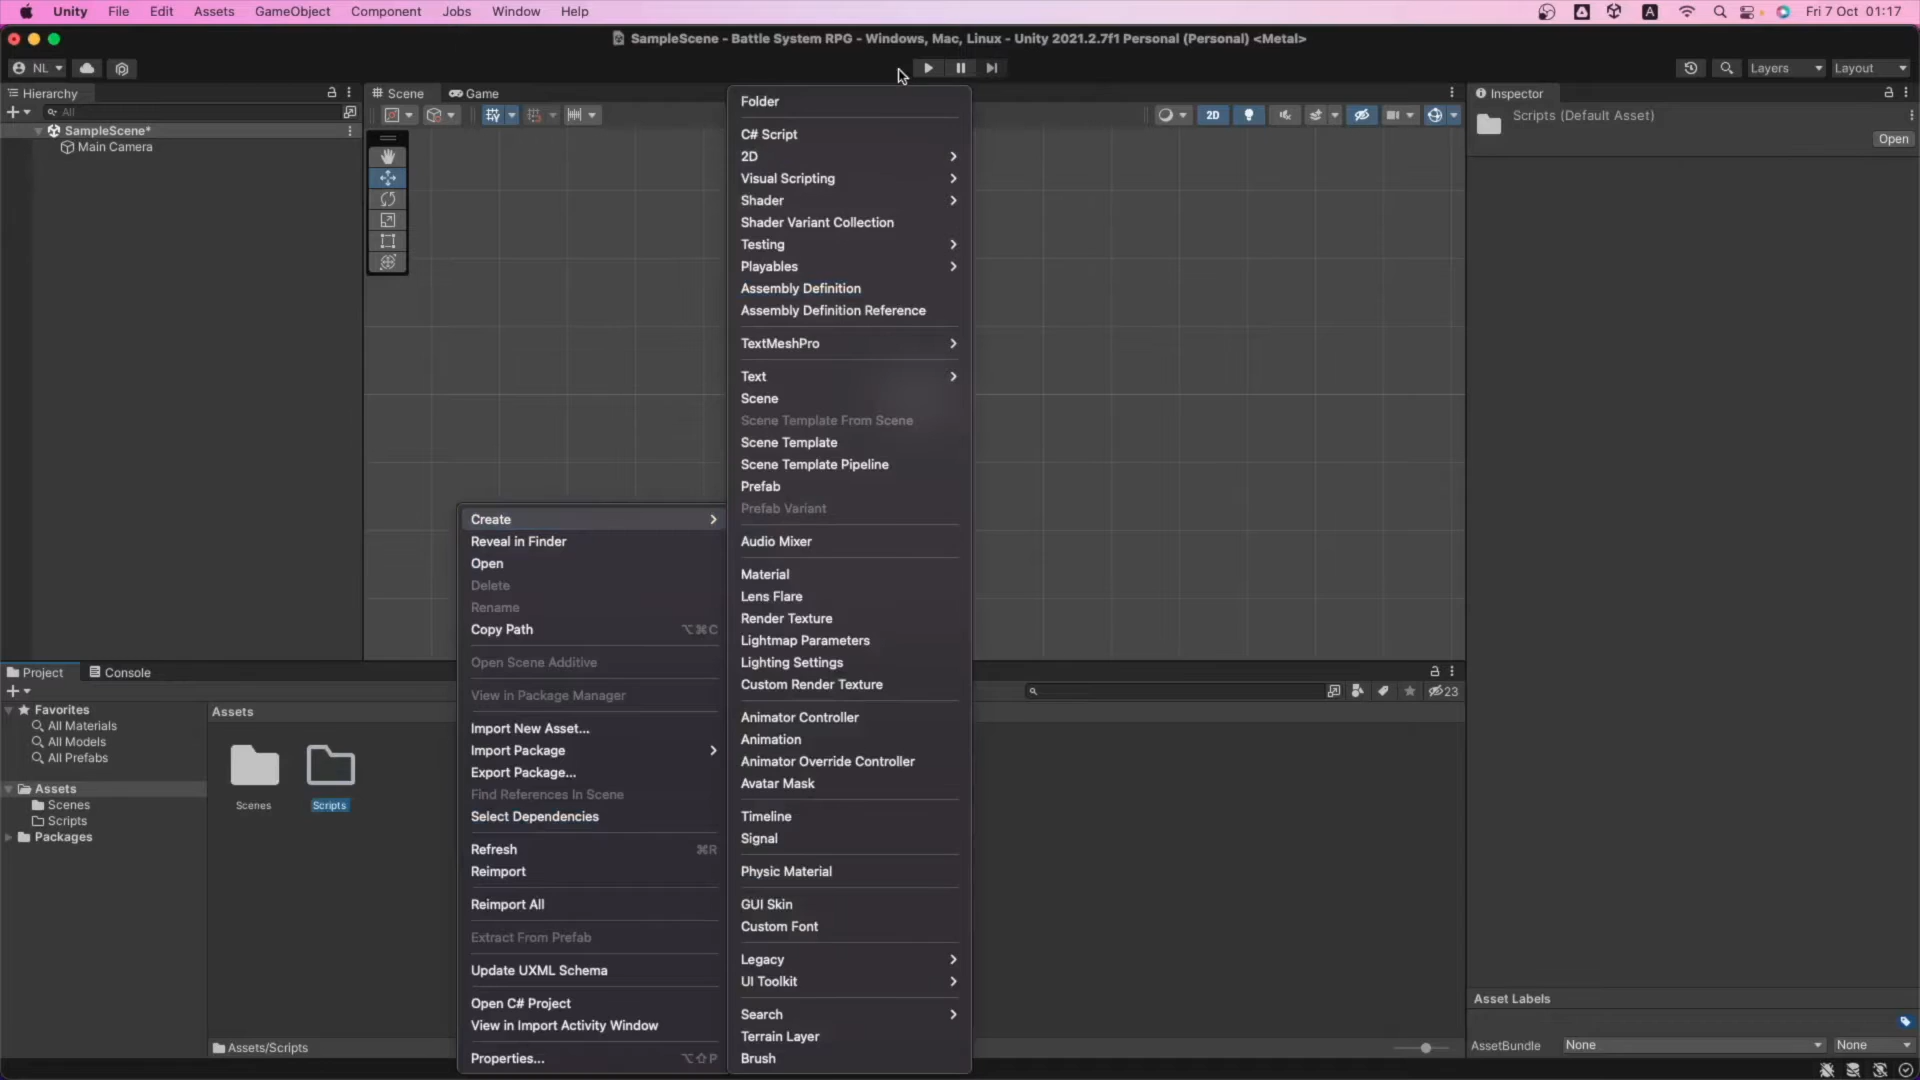 Unity File Edit Assets GameObject Component Jobs Window Help
A
Fri 7 Oct 01:17
SampleScene - Battle System RPG - Windows, Mac, Linux - Unity 2021.2.7f1 Personal (Personal) <Metal>
NL
Layers
Layout
Hierarchy
All
SampleScene*
Main Camera
Scene
Game
2D
Inspector
Scripts (Default Asset)
Open
Folder
C# Script
2D
Visual Scripting
Shader
Shader Variant Collection
Testing
Playables
Assembly Definition
Assembly Definition Reference
TextMeshPro
Text
Scene
Scene Template From Scene
Scene Template
Scene Template Pipeline
Prefab
Prefab Variant
Audio Mixer
Material
Lens Flare
Render Texture
Lightmap Parameters
Lighting Settings
Custom Render Texture
Animator Controller
Animation
Animator Override Controller
Avatar Mask
Timeline
Signal
Physic Material
GUI Skin
Custom Font
Legacy
UI Toolkit
Search
Terrain Layer
Brush
Create
Reveal in Finder
Open
Delete
Rename
Copy Path ⌥⌘C
Open Scene Additive
View in Package Manager
Import New Asset...
Import Package
Export Package...
Find References In Scene
Select Dependencies
Refresh ⌘R
Reimport
Reimport All
Extract From Prefab
Update UXML Schema
Open C# Project
View in Import Activity Window
Properties... ⌥⇧P
Project
Console
23
Favorites
All Materials
All Models
All Prefabs
Assets
Scenes
Scripts
Packages
Assets
Scenes
Scripts
Assets/Scripts
Asset Labels
AssetBundle None None